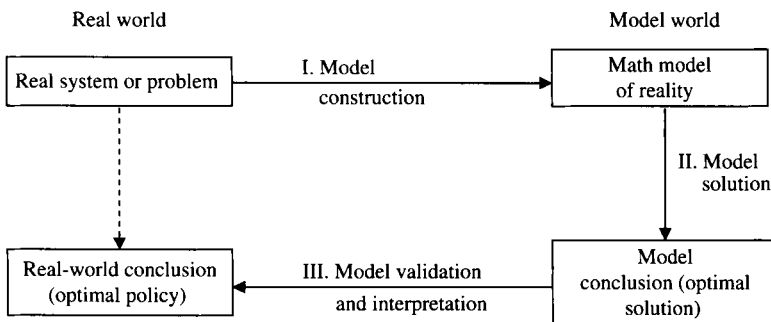 Real world
Model world
Real system or problem
I. Model
construction
Math model
of reality
II. Model
solution
Real-world conclusion
(optimal policy)
III. Model validation
and interpretation
Model
conclusion (optimal
solution)